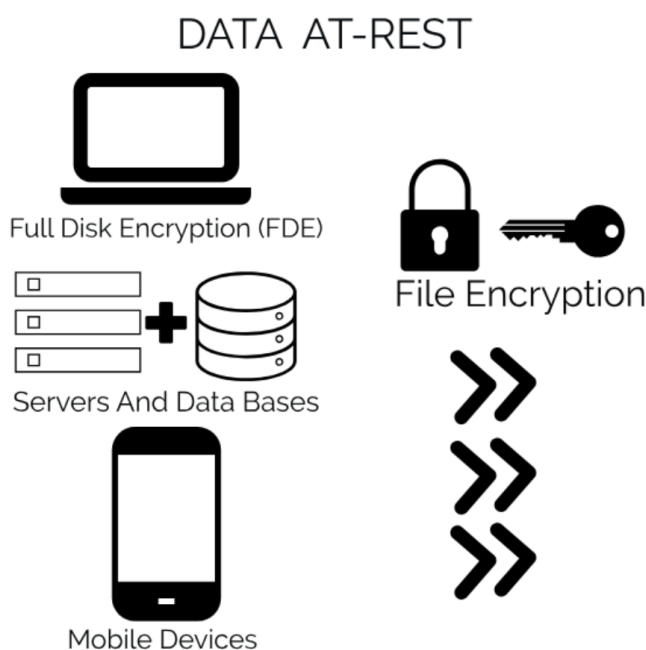 DATA AT-REST
Full Disk Encryption (FDE)
File Encryption
Servers And Data Bases
Mobile Devices